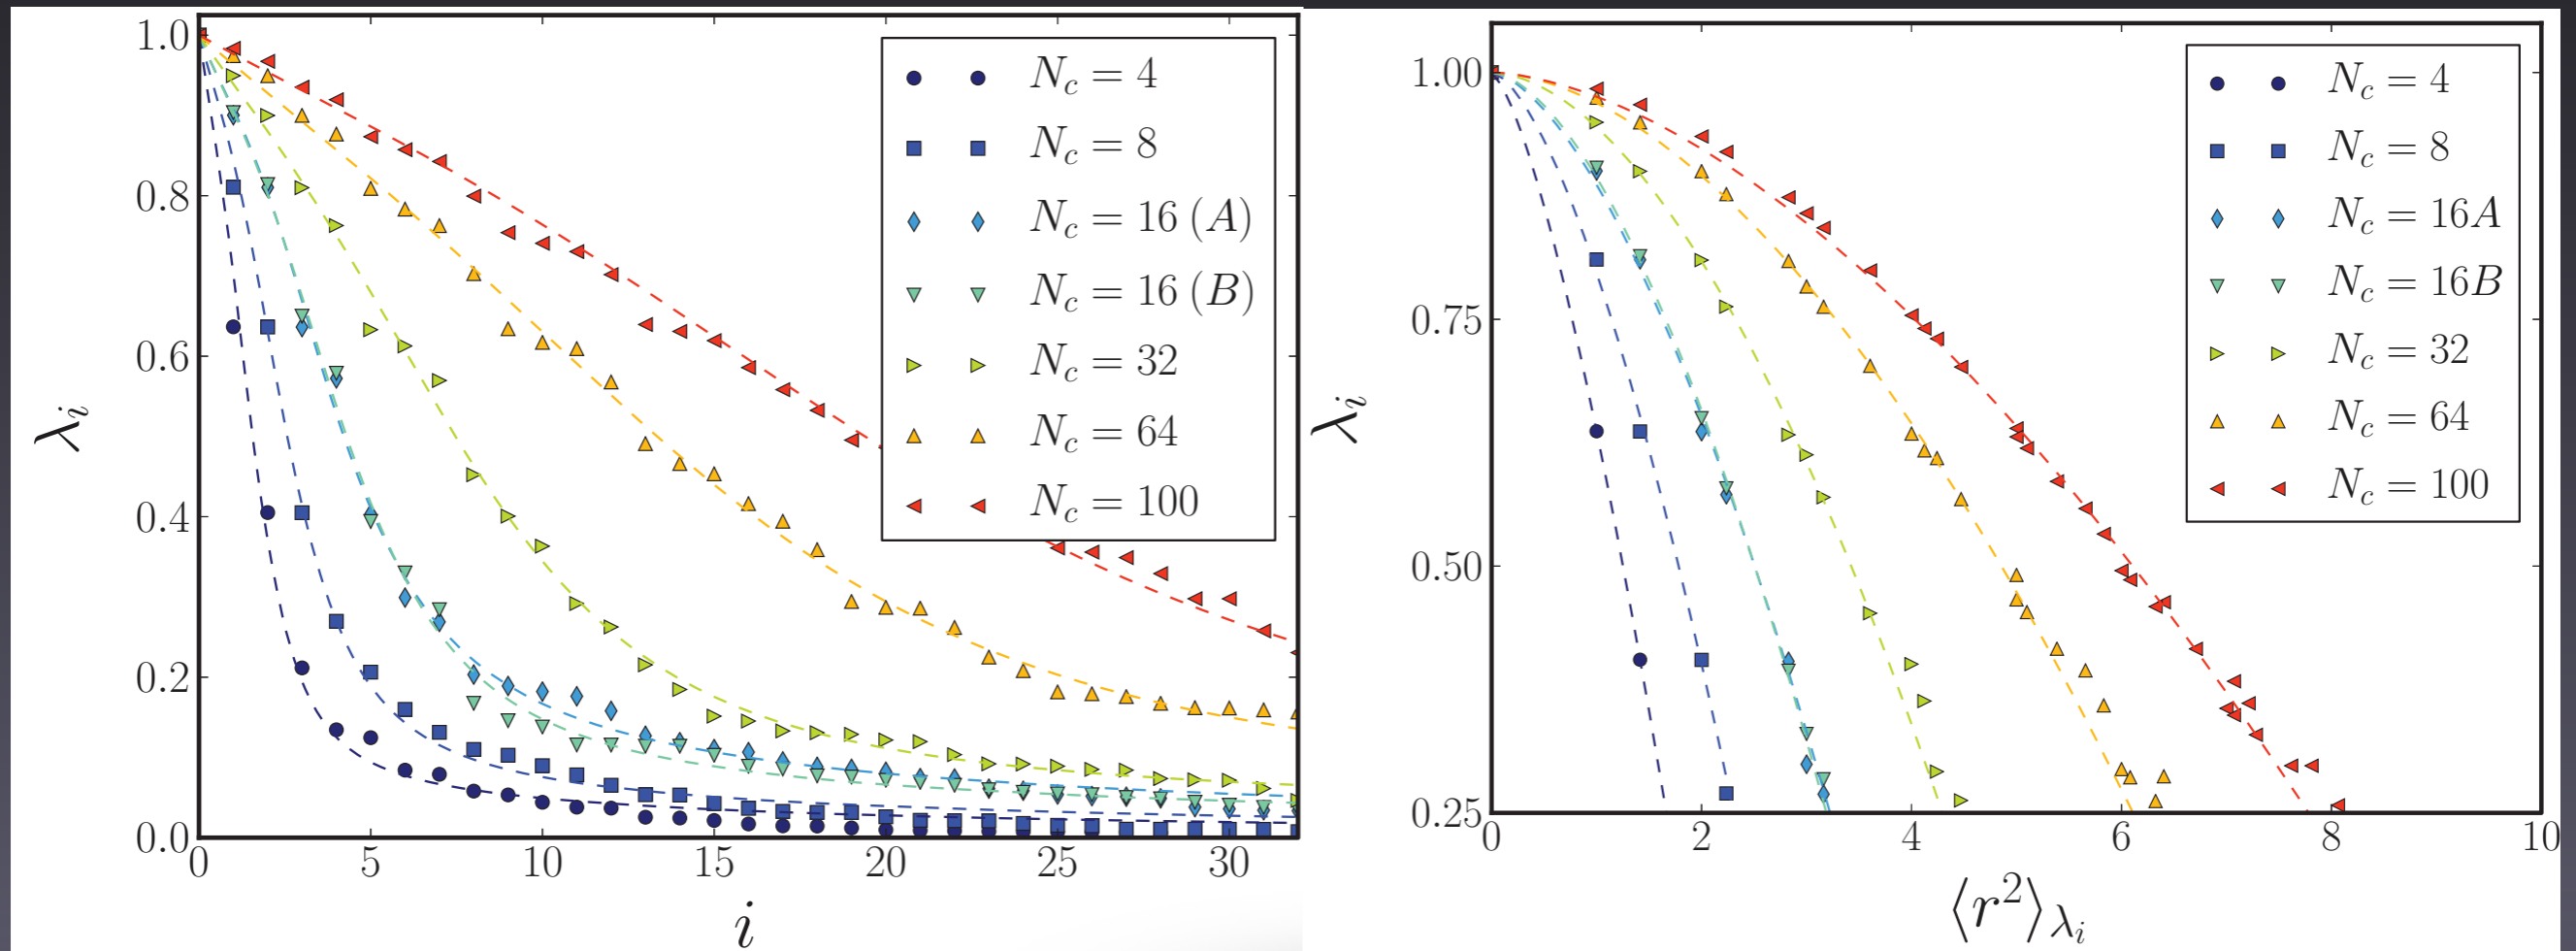 1.0
0.8
0.6
0.4
0.2
0.0
λ_i
0 5 10 15 20 25 30
i
N_c = 4
N_c = 8
N_c = 16 (A)
N_c = 16 (B)
N_c = 32
N_c = 64
N_c = 100
1.00
0.75
0.50
0.25
λ_i
0 2 4 6 8 10
⟨r²⟩_{λ_i}
N_c = 4
N_c = 8
N_c = 16A
N_c = 16B
N_c = 32
N_c = 64
N_c = 100